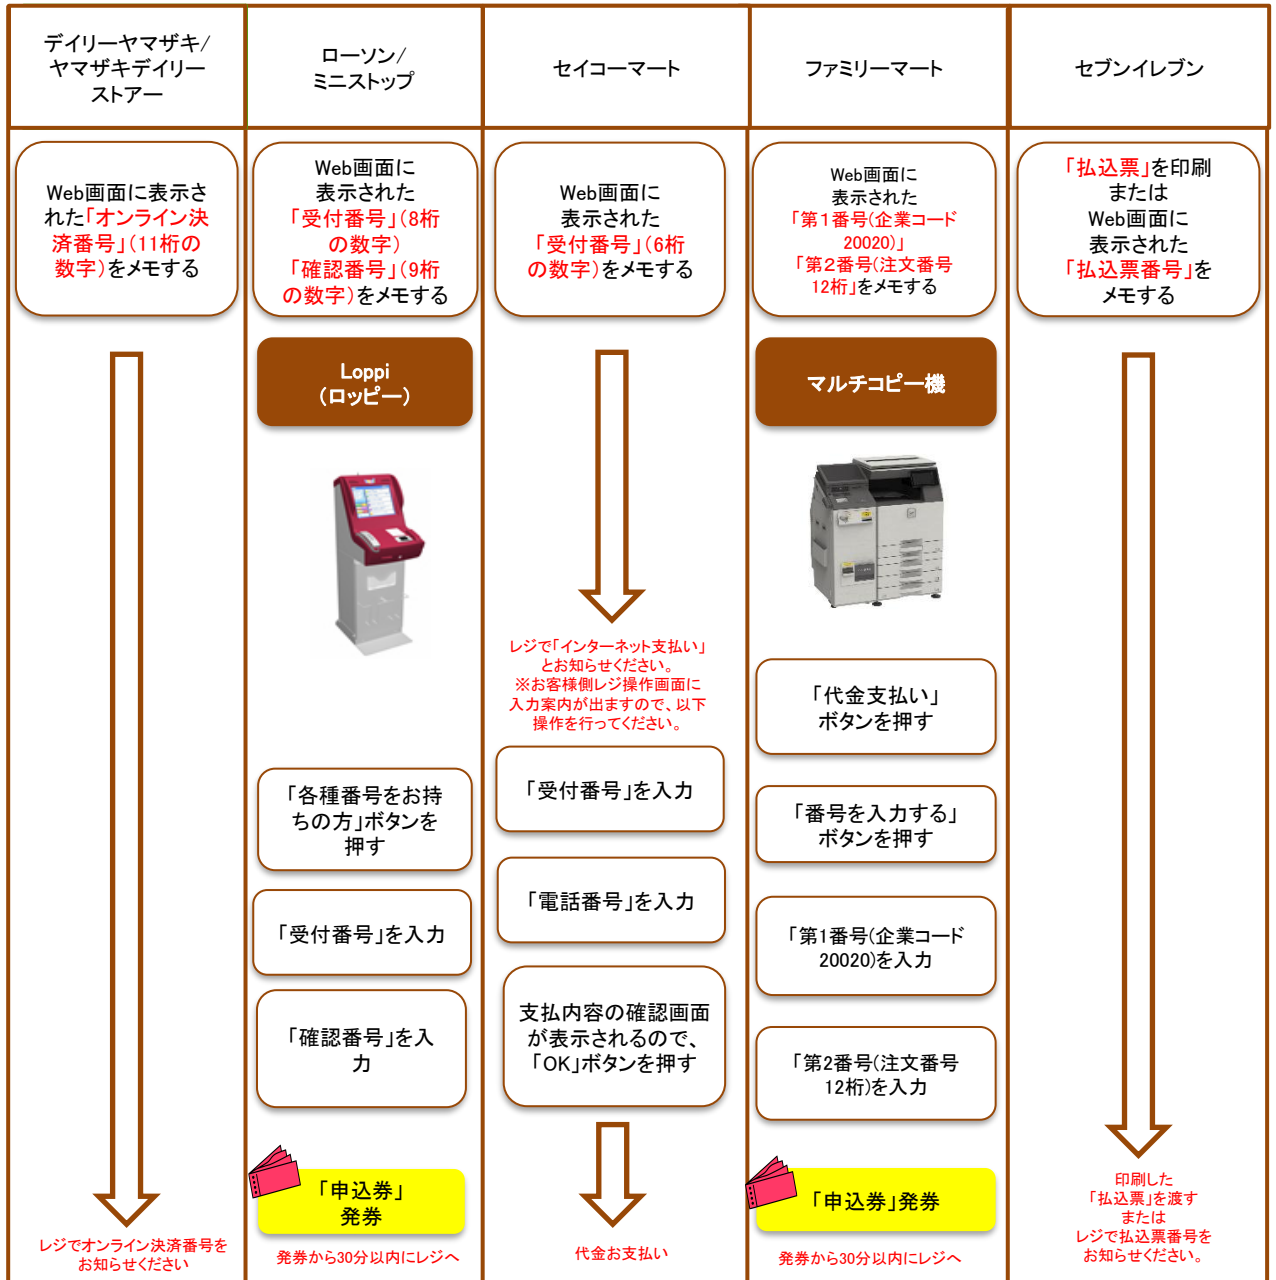 デイリーヤマザキ/
ヤマザキデイリー
ストアー
ローソン/
ミニストップ
セイコーマート
ファミリーマート
セブンイレブン
Web画面に表示さ
れた「オンライン決
済番号」(11桁の
数字)をメモする
レジでオンライン決済番号を
お知らせください
Web画面に
表示された
「受付番号」(8桁
の数字)
「確認番号」(9桁
の数字)をメモする
Loppi
(ロッピー)
「各種番号をお持
ちの方」ボタンを
押す
「受付番号」を入力
「確認番号」を入
力
「申込券」
発券
発券から30分以内にレジへ
Web画面に
表示された
「受付番号」(6桁
の数字)をメモする
レジで「インターネット支払い」
とお知らせください。
※お客様側レジ操作画面に
入力案内が出ますので、以下
操作を行ってください。
「受付番号」を入力
「電話番号」を入力
支払内容の確認画面
が表示されるので、
「OK」ボタンを押す
代金お支払い
Web画面に
表示された
「第1番号(企業コード
20020)」
「第2番号(注文番号
12桁」をメモする
マルチコピー機
「代金支払い」
ボタンを押す
「番号を入力する」
ボタンを押す
「第1番号(企業コード
20020)を入力
「第2番号(注文番号
12桁)を入力
「申込券」発券
発券から30分以内にレジへ
「払込票」を印刷
または
Web画面に
表示された
「払込票番号」を
メモする
印刷した
「払込票」を渡す
または
レジで払込票番号を
お知らせください。